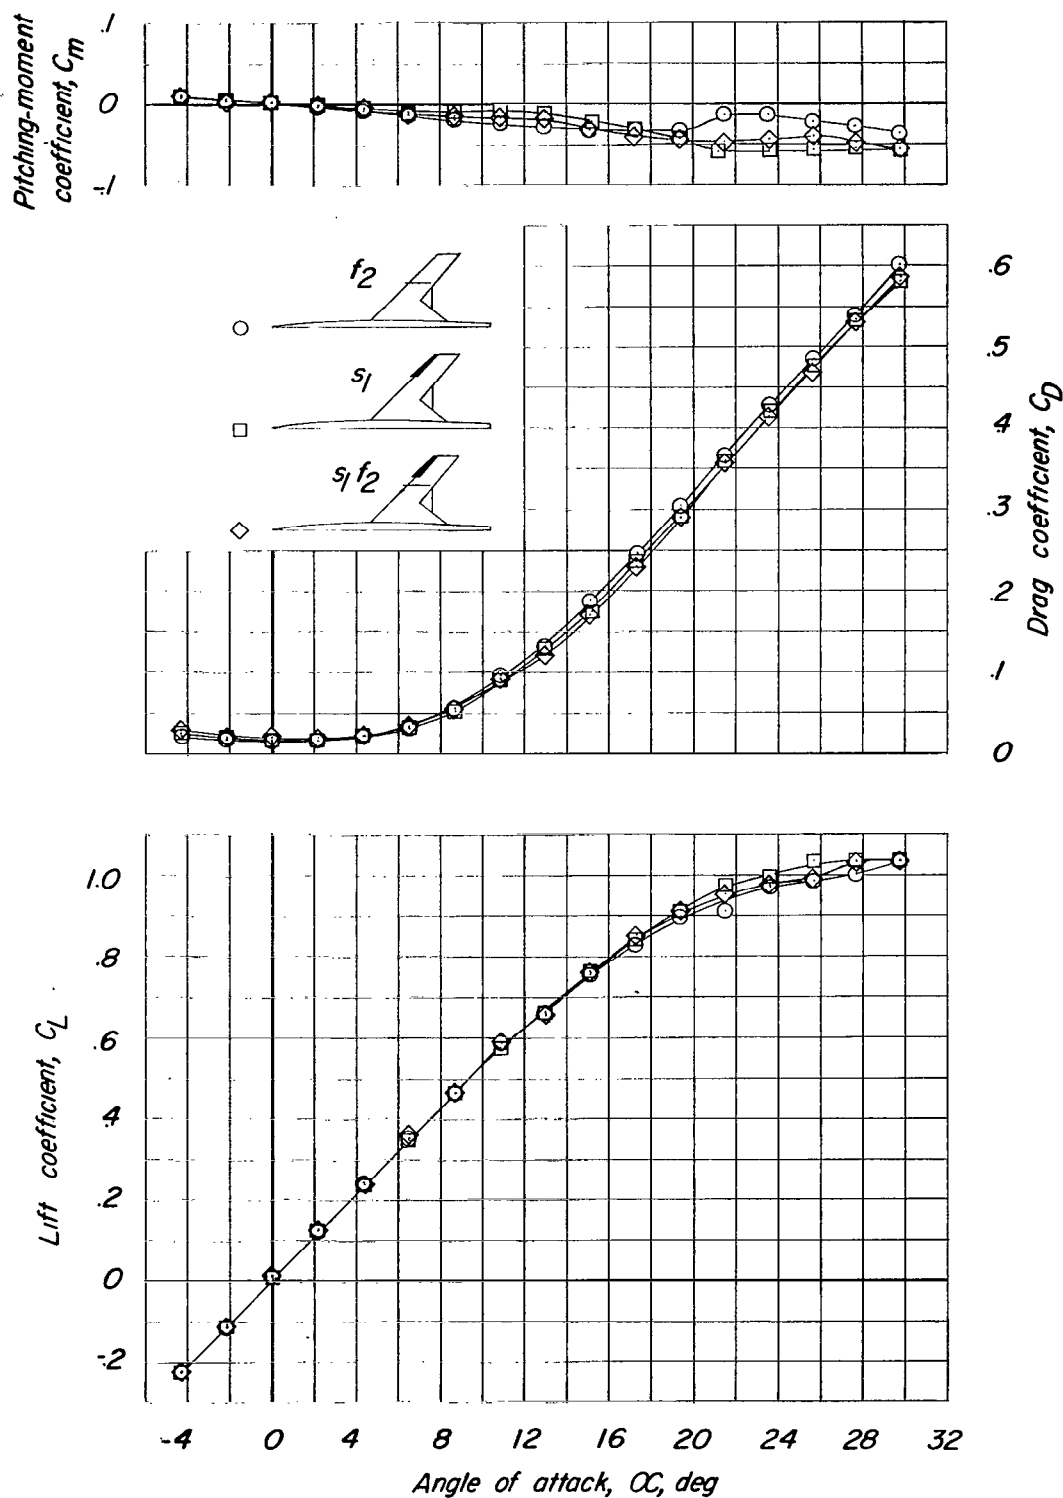 Pitching-moment
coefficient, Cm
.1
0
-.1
f2
s1
s1 f2
.6
.5
.4
.3
.2
.1
0
Drag coefficient, CD
1.0
.8
.6
.4
.2
0
-.2
Lift coefficient, CL
-4 0 4 8 12 16 20 24 28 32
Angle of attack, α, deg